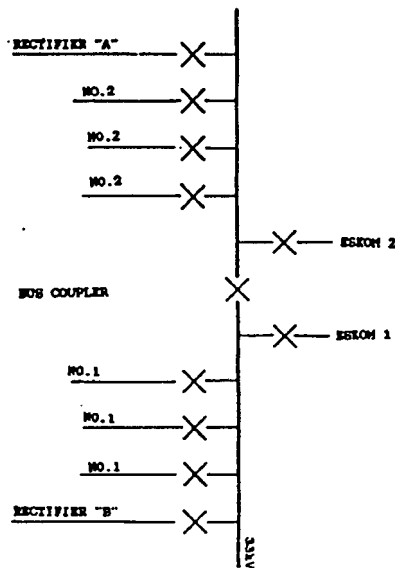 RECTIFIER "A"
NO.2
NO.2
NO.2
ESKOM 2
BUS COUPLER
ESKOM 1
NO.1
NO.1
NO.1
RECTIFIER "B"
33kV